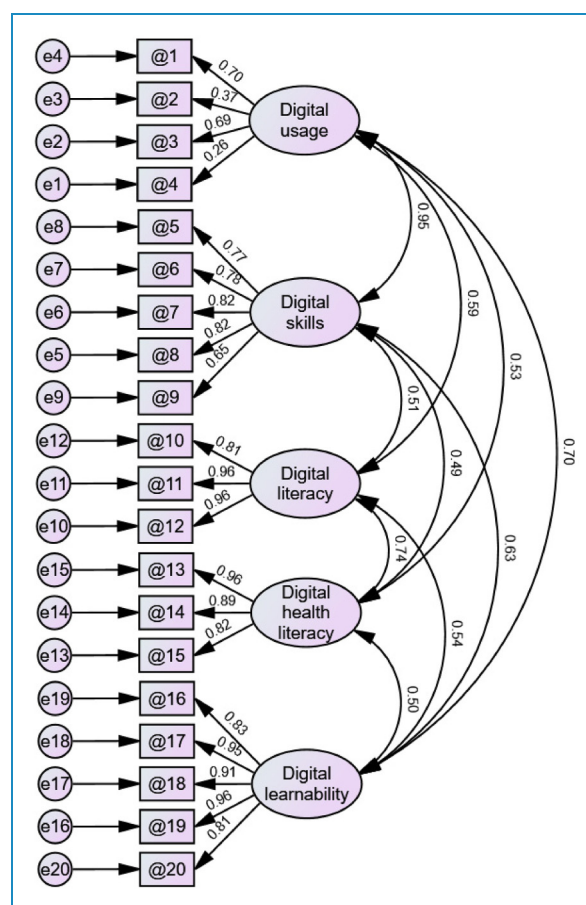 e4
@1
0.70
e3
@2
0.37
Digital
usage
e2
@3
0.69
e1
@4
0.26
e8
@5
0.77
0.95
e7
@6
0.78
e6
@7
0.82
Digital
skills
0.59
e5
@8
0.82
0.53
e9
@9
0.65
0.51
e12
@10
0.81
0.49
0.70
e11
@11
0.96
Digital
literacy
e10
@12
0.96
0.74
0.63
e15
@13
0.96
e14
@14
0.89
Digital
health
literacy
e13
@15
0.82
0.54
e19
@16
0.83
0.50
e18
@17
0.95
e17
@18
0.91
Digital
learnability
e16
@19
0.96
e20
@20
0.81